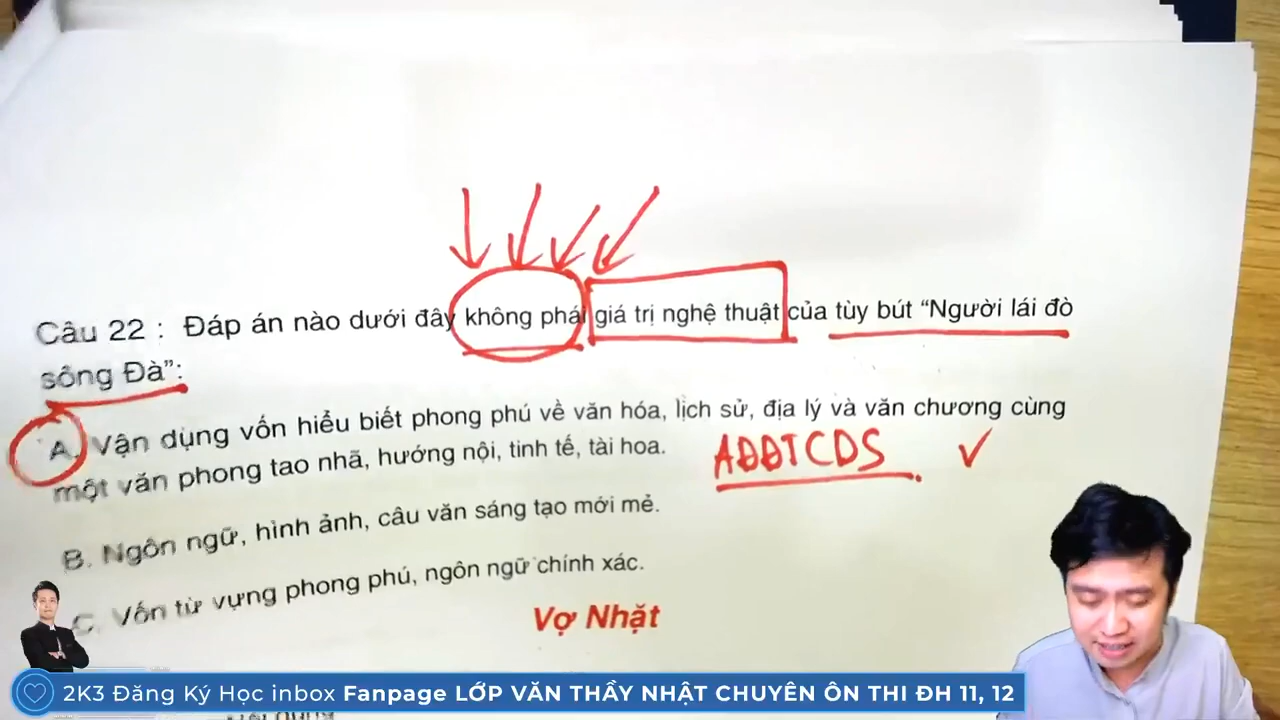 Câu 22 : Đáp án nào dưới đây không phải giá trị nghệ thuật của tùy bút “Người lái đò
sông Đà”:
A. Vận dụng vốn hiểu biết phong phú về văn hóa, lịch sử, địa lý và văn chương cùng
một văn phong tao nhã, hướng nội, tinh tế, tài hoa.
AĐĐTCDS
B. Ngôn ngữ, hình ảnh, câu văn sáng tạo mới mẻ.
C. Vốn từ vựng phong phú, ngôn ngữ chính xác.
Vợ Nhặt
2K3 Đăng Ký Học inbox Fanpage LỚP VĂN THẦY NHẬT CHUYÊN ÔN THI ĐH 11, 12